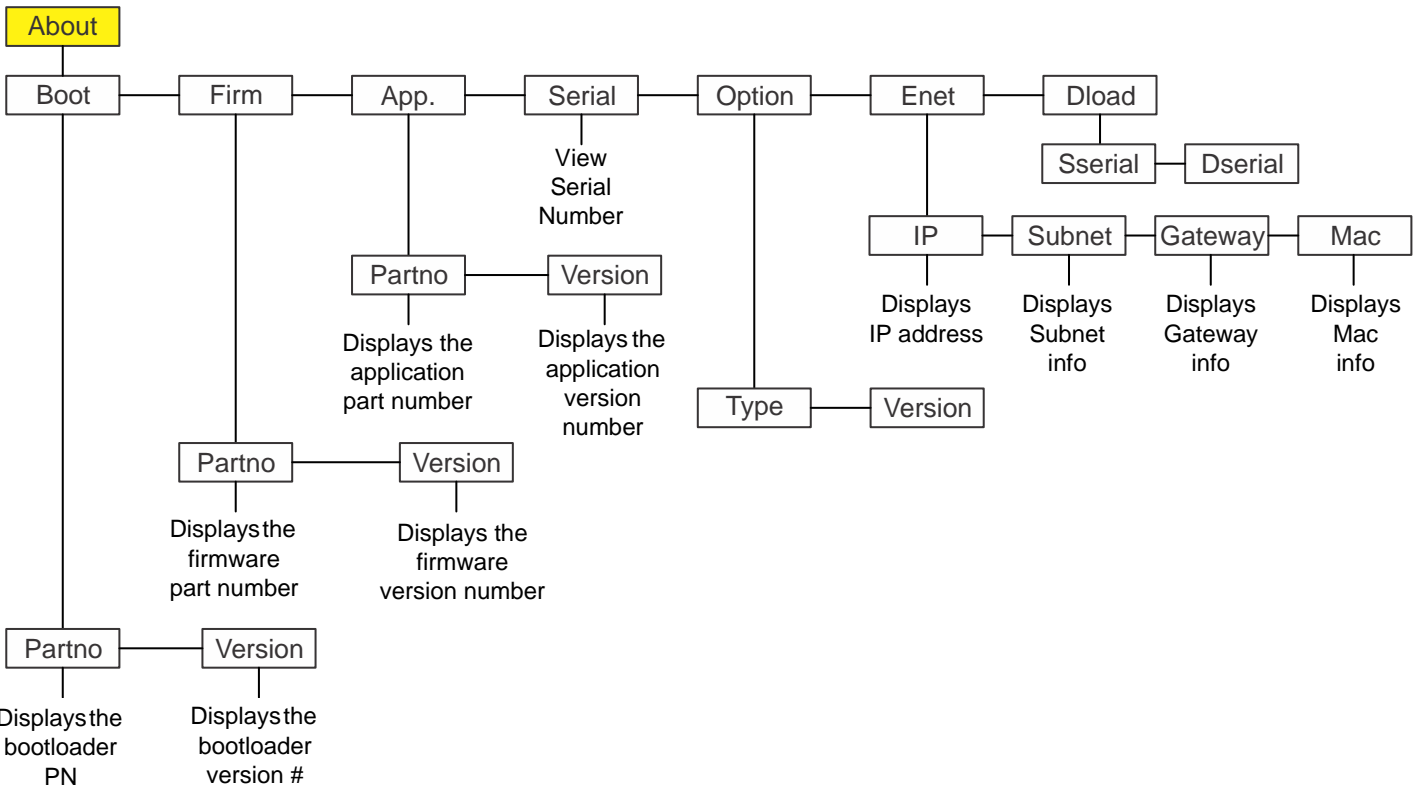 About
Boot
Firm
App.
Serial
Option
Enet
Dload
View
Serial
Number
Sserial
Dserial
IP
Subnet
Gateway
Mac
Partno
Version
Displays
IP address
Displays
Subnet
info
Displays
Gateway
info
Displays
Mac
info
Displays the
application
part number
Displays the
application
version
number
Type
Version
Partno
Version
Displays the
firmware
part number
Displays the
firmware
version number
Partno
Version
Displays the
bootloader
PN
Displays the
bootloader
version #